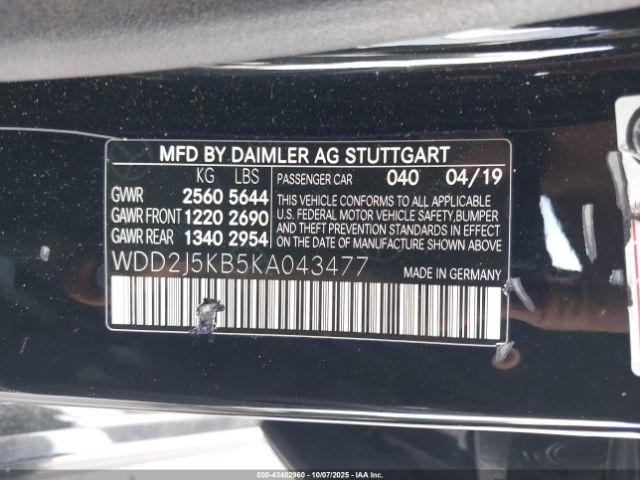 MFD BY DAIMLER AG STUTTGART
KG LBS
GVWR 2560 5644
GAWR FRONT 1220 2690
GAWR REAR 1340 2954
PASSENGER CAR 040 04/19
THIS VEHICLE CONFORMS TO ALL APPLICABLE
U.S. FEDERAL MOTOR VEHICLE SAFETY,BUMPER
AND THEFT PREVENTION STANDARDS IN EFFECT
ON THE DATE OF MANUFACTURE SHOWN ABOVE.
WDD2J5KB5KA043477
MADE IN GERMANY
000-43402960 - 10/07/2025 - IAAI.COM